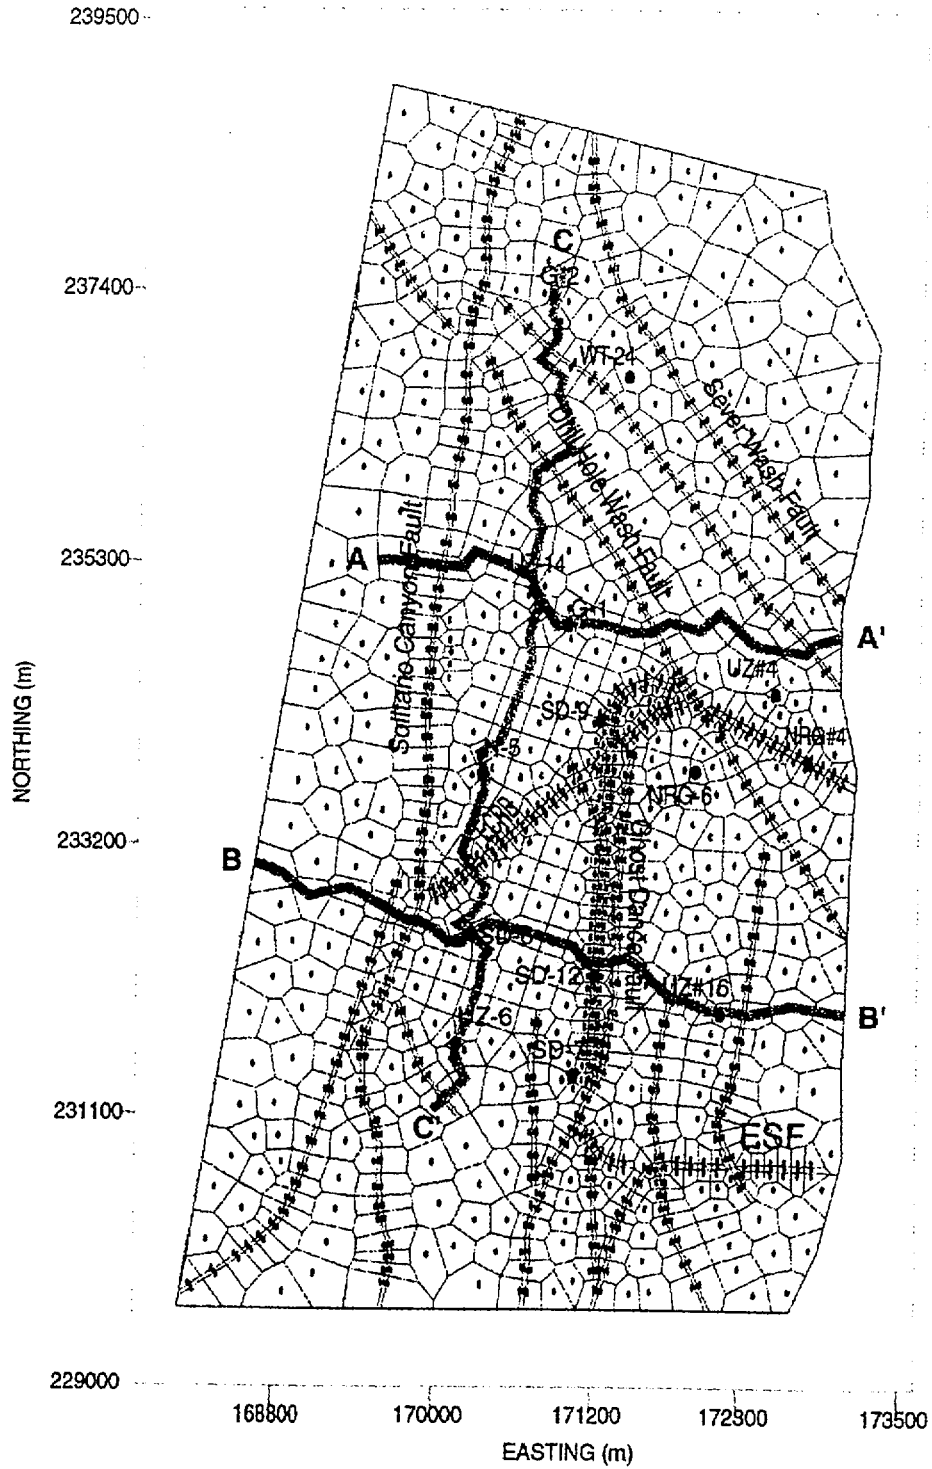 239500
C
237400
G-2
WT-24
Sever Wash Fault
Drill Hole Wash Fault
Solitario Canyon Fault
A
235300
G-1
A'
UZ#4
SD-9
NRG#4
NORTHING (m)
NRG-6
Ghost Dance Fault
233200
B
SD-12
UZ#16
B'
231100
C'
ESF
229000
168800
170000
171200
172300
173500
EASTING (m)